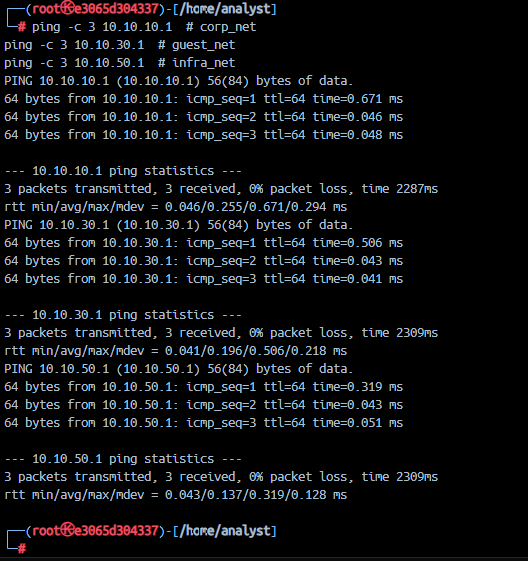 ┌──(root㉿e3065d304337)-[/home/analyst]
└─# ping -c 3 10.10.10.1  # corp_net
ping -c 3 10.10.30.1  # guest_net
ping -c 3 10.10.50.1  # infra_net
PING 10.10.10.1 (10.10.10.1) 56(84) bytes of data.
64 bytes from 10.10.10.1: icmp_seq=1 ttl=64 time=0.671 ms
64 bytes from 10.10.10.1: icmp_seq=2 ttl=64 time=0.046 ms
64 bytes from 10.10.10.1: icmp_seq=3 ttl=64 time=0.048 ms

--- 10.10.10.1 ping statistics ---
3 packets transmitted, 3 received, 0% packet loss, time 2287ms
rtt min/avg/max/mdev = 0.046/0.255/0.671/0.294 ms
PING 10.10.30.1 (10.10.30.1) 56(84) bytes of data.
64 bytes from 10.10.30.1: icmp_seq=1 ttl=64 time=0.506 ms
64 bytes from 10.10.30.1: icmp_seq=2 ttl=64 time=0.043 ms
64 bytes from 10.10.30.1: icmp_seq=3 ttl=64 time=0.041 ms

--- 10.10.30.1 ping statistics ---
3 packets transmitted, 3 received, 0% packet loss, time 2309ms
rtt min/avg/max/mdev = 0.041/0.196/0.506/0.218 ms
PING 10.10.50.1 (10.10.50.1) 56(84) bytes of data.
64 bytes from 10.10.50.1: icmp_seq=1 ttl=64 time=0.319 ms
64 bytes from 10.10.50.1: icmp_seq=2 ttl=64 time=0.043 ms
64 bytes from 10.10.50.1: icmp_seq=3 ttl=64 time=0.051 ms

--- 10.10.50.1 ping statistics ---
3 packets transmitted, 3 received, 0% packet loss, time 2309ms
rtt min/avg/max/mdev = 0.043/0.137/0.319/0.128 ms

┌──(root㉿e3065d304337)-[/home/analyst]
└─#